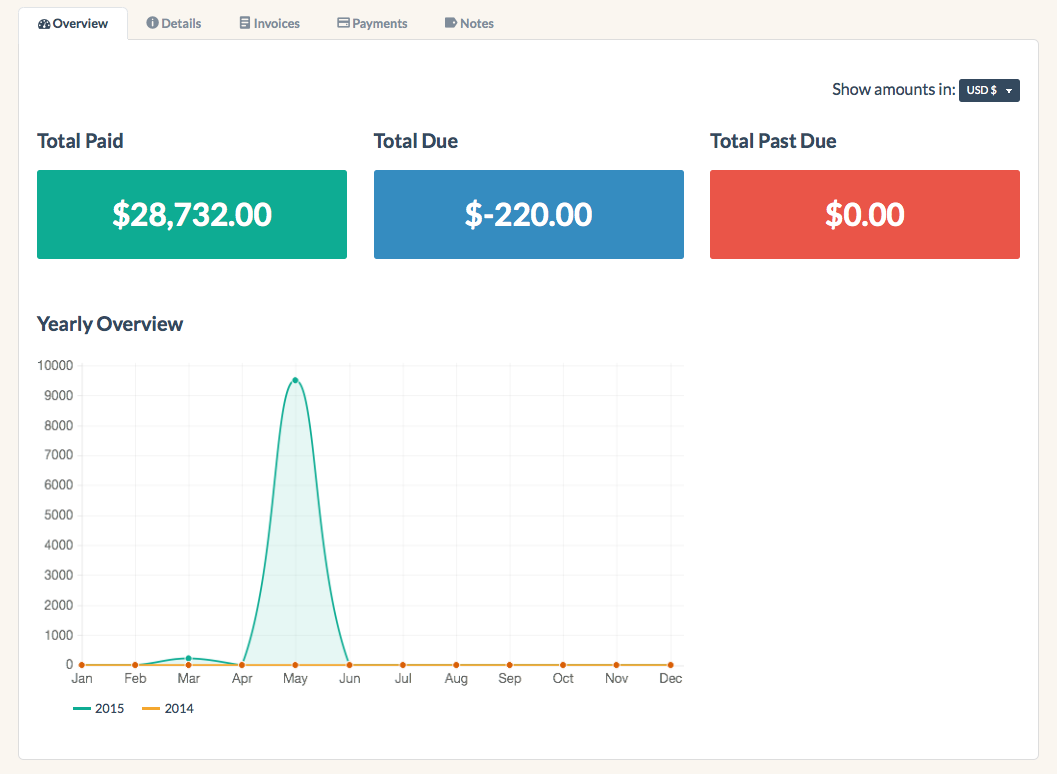 Overview Details Invoices Payments Notes
Show amounts in: USD $
Total Paid Total Due Total Past Due
$28,732.00 $-220.00 $0.00
Yearly Overview
10000
9000
8000
7000
6000
5000
4000
3000
2000
1000
0
Jan Feb Mar Apr May Jun Jul Aug Sep Oct Nov Dec
2015 2014